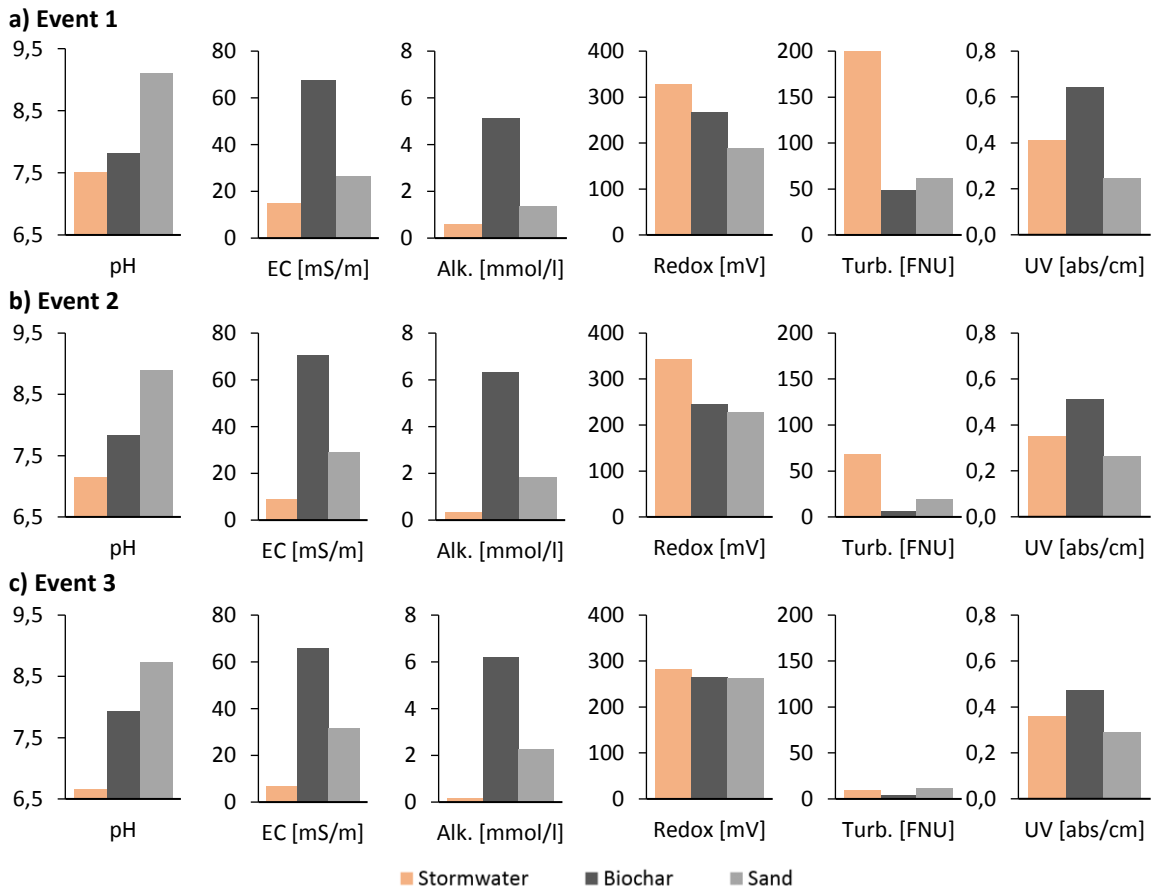 a) Event 1
9,5 80 8 400 200 0,8
8,5 60 6 300 150 0,6
7,5 40 4 200 100 0,4
20 2 100 50 0,2
6,5 0 0 0 0 0,0
pH EC [mS/m] Alk. [mmol/l] Redox [mV] Turb. [FNU] UV [abs/cm]
b) Event 2
9,5 80 8 400 200 0,8
8,5 60 6 300 150 0,6
7,5 40 4 200 100 0,4
20 2 100 50 0,2
6,5 0 0 0 0 0,0
pH EC [mS/m] Alk. [mmol/l] Redox [mV] Turb. [FNU] UV [abs/cm]
c) Event 3
9,5 80 8 400 200 0,8
8,5 60 6 300 150 0,6
7,5 40 4 200 100 0,4
20 2 100 50 0,2
6,5 0 0 0 0 0,0
pH EC [mS/m] Alk. [mmol/l] Redox [mV] Turb. [FNU] UV [abs/cm]
Stormwater Biochar Sand